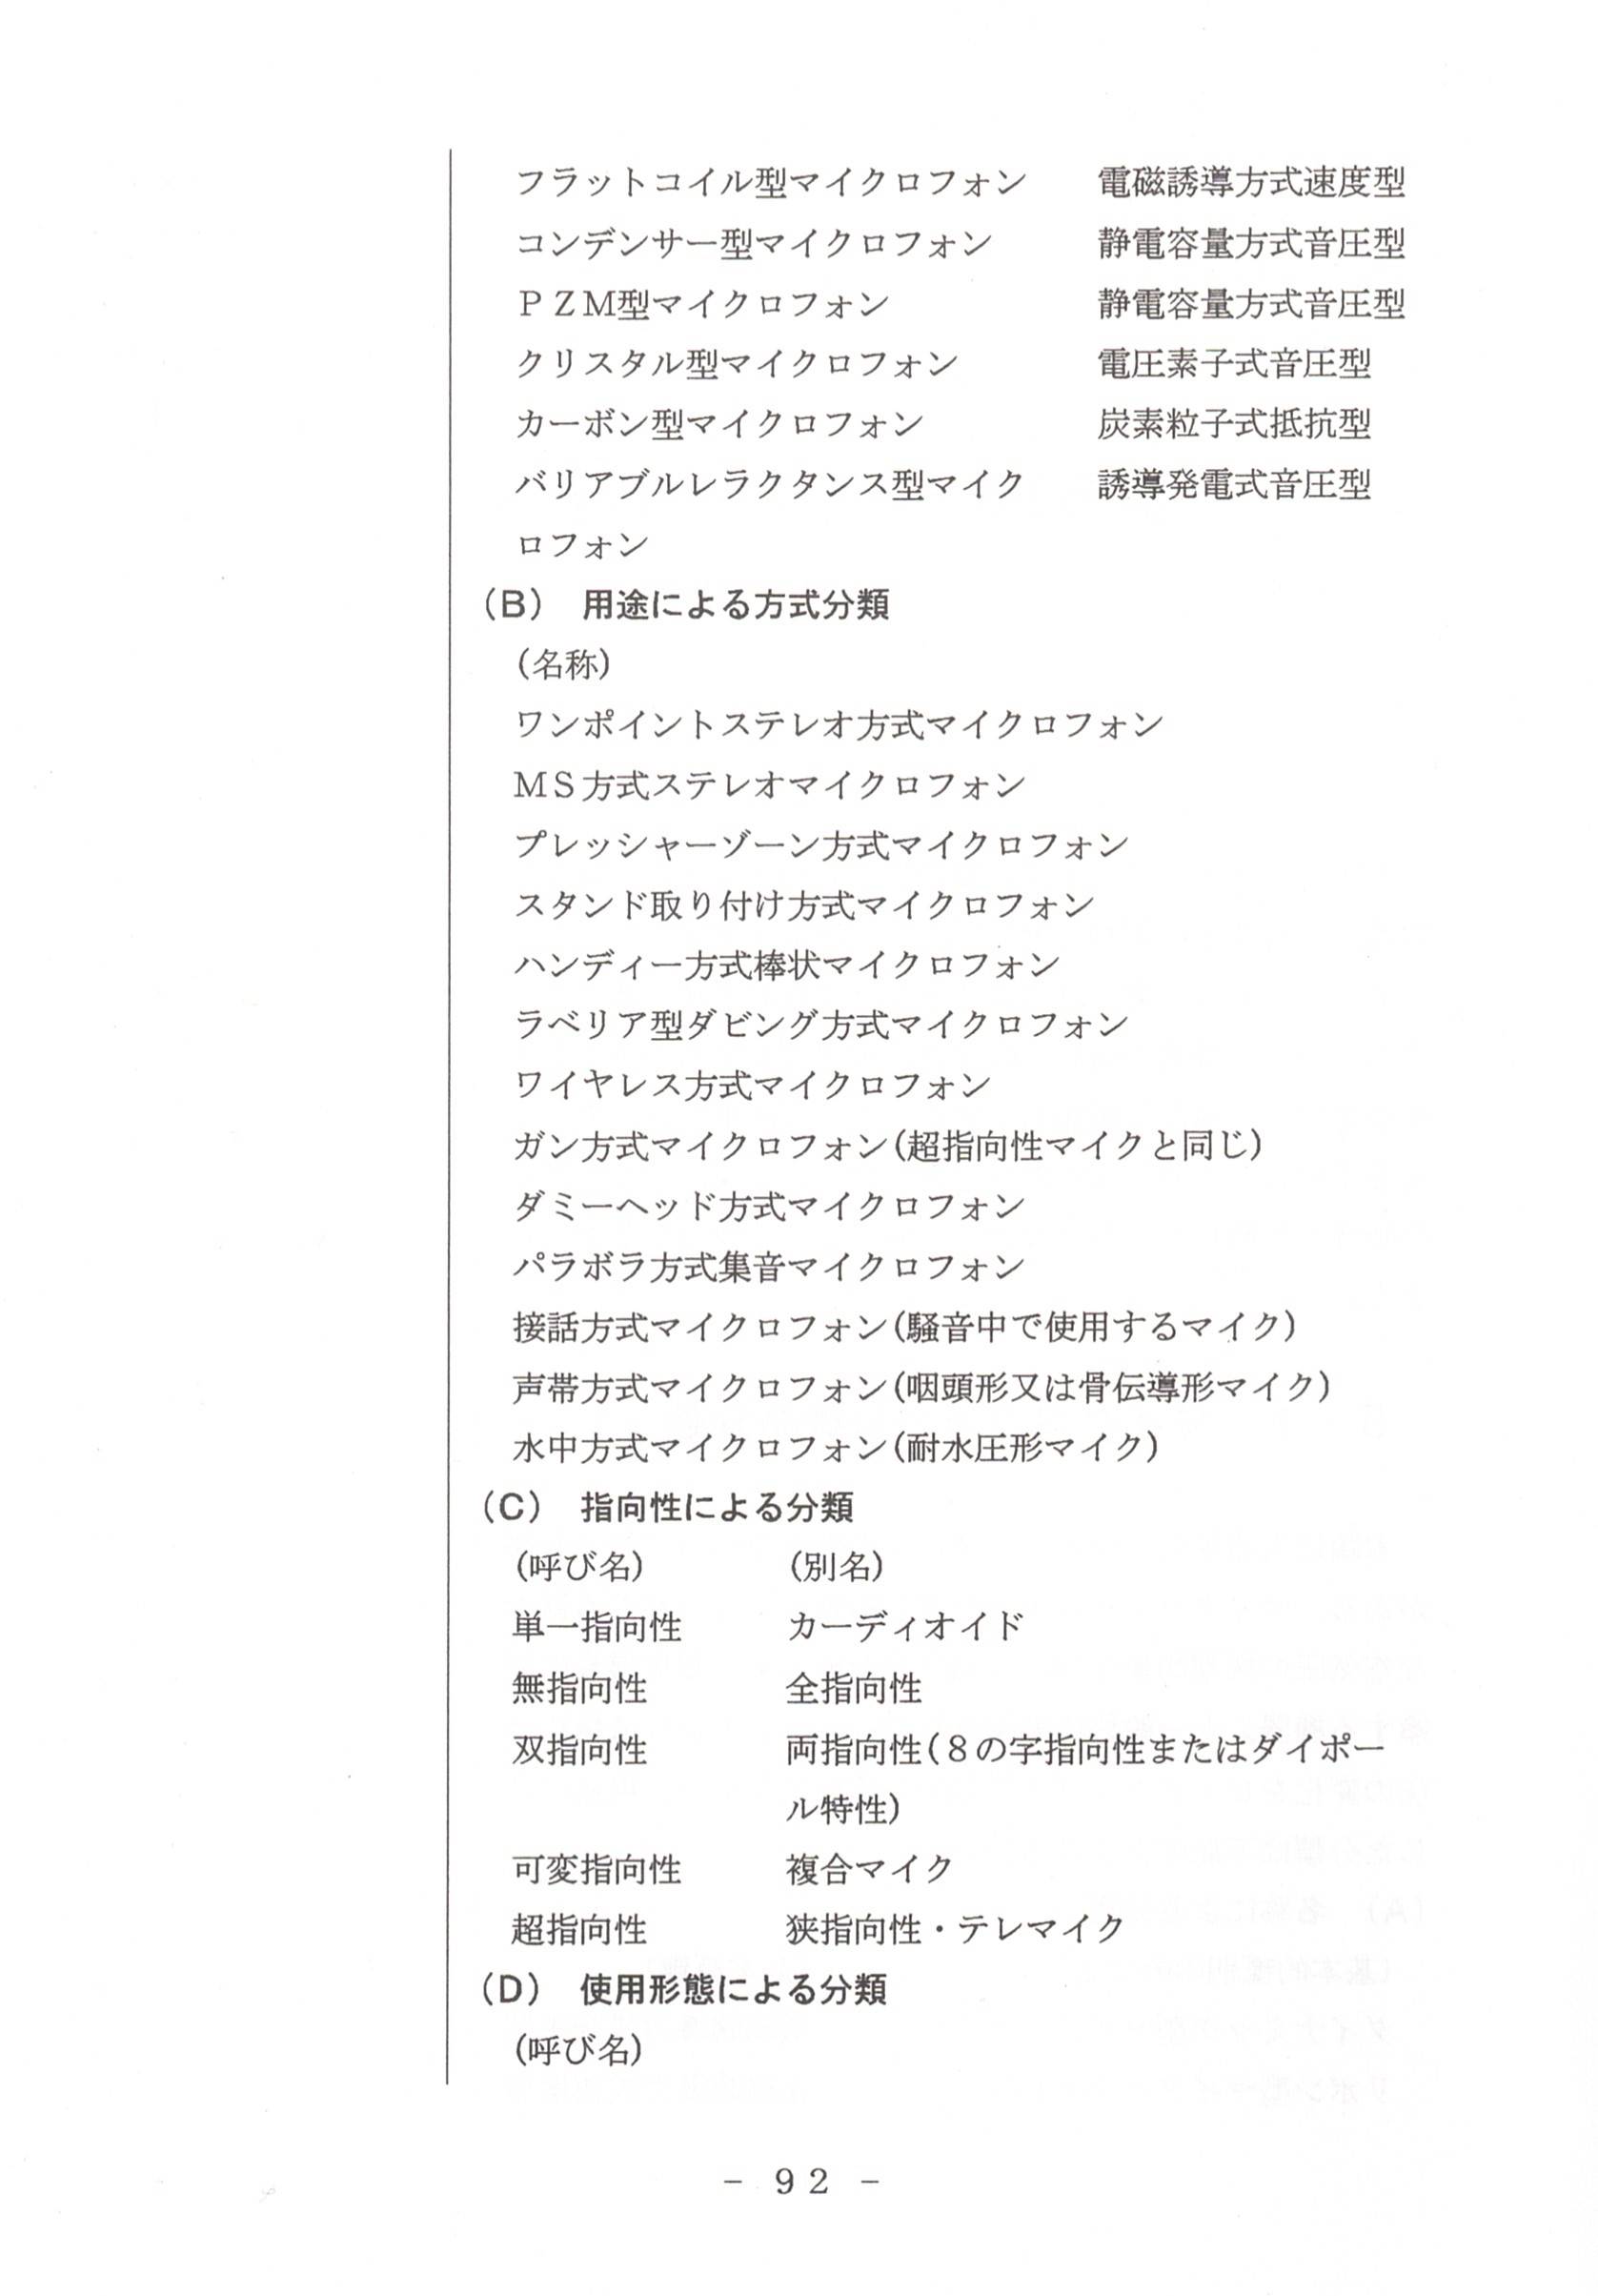 フラットコイル型マイクロフォン　　電磁誘導方式速度型
コンデンサー型マイクロフォン　　　静電容量方式音圧型
ＰＺＭ型マイクロフォン　　　　　　静電容量方式音圧型
クリスタル型マイクロフォン　　　　電圧素子式音圧型
カーボン型マイクロフォン　　　　　炭素粒子式抵抗型
バリアブルレラクタンス型マイク　　誘導発電式音圧型
ロフォン
(B)　用途による方式分類
(名称)
ワンポイントステレオ方式マイクロフォン
ＭＳ方式ステレオマイクロフォン
プレッシャーゾーン方式マイクロフォン
スタンド取り付け方式マイクロフォン
ハンディー方式棒状マイクロフォン
ラベリア型ダビング方式マイクロフォン
ワイヤレス方式マイクロフォン
ガン方式マイクロフォン(超指向性マイクと同じ)
ダミーヘッド方式マイクロフォン
パラボラ方式集音マイクロフォン
接話方式マイクロフォン(騒音中で使用するマイク)
声帯方式マイクロフォン(咽頭形又は骨伝導形マイク)
水中方式マイクロフォン(耐水圧形マイク)
(C)　指向性による分類
(呼び名)　　　　(別名)
単一指向性　　　カーディオイド
無指向性　　　　全指向性
双指向性　　　　両指向性(８の字指向性またはダイポー
ル特性)
可変指向性　　　複合マイク
超指向性　　　　狭指向性・テレマイク
(D)　使用形態による分類
(呼び名)
－ 92 －